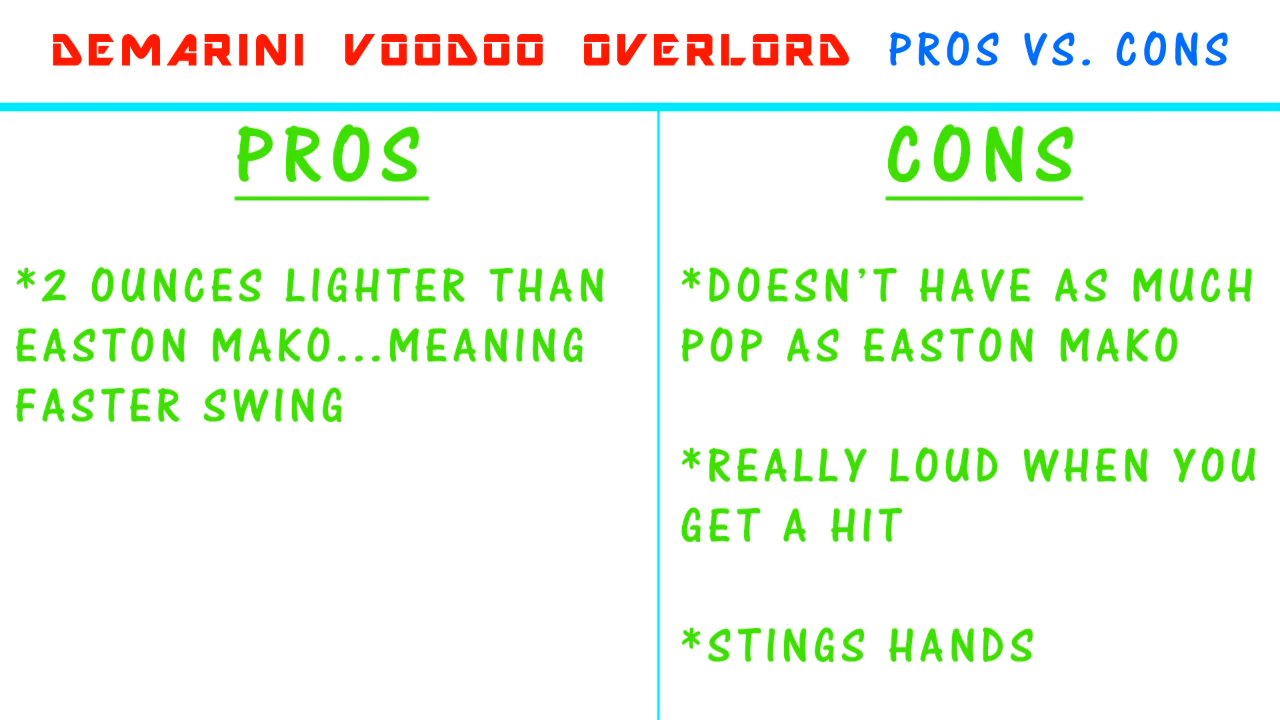 DEMARINI VOODOO OVERLORD PROS VS. CONS
PROS
*2 OUNCES LIGHTER THAN
EASTON MAKO...MEANING
FASTER SWING
CONS
*DOESN'T HAVE AS MUCH
POP AS EASTON MAKO
*REALLY LOUD WHEN YOU
GET A HIT
*STINGS HANDS